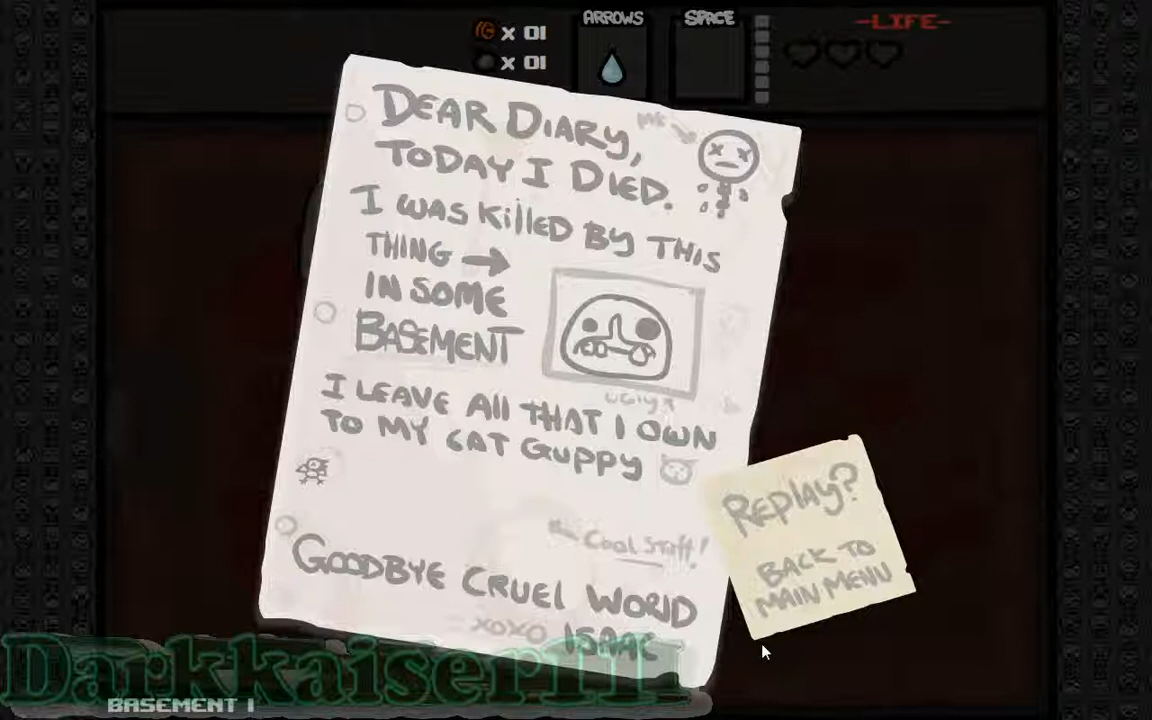 x 01
x 01
ARROWS
SPACE
-LIFE-
DEAR DIARY,
TODAY I DIED.
I WAS KILLED BY THIS
THING →
IN SOME
BASEMENT
UGLY
I LEAVE ALL THAT I OWN
TO MY CAT GUPPY
COOL STUFF!
GOODBYE CRUEL WORLD
XOXO ISAAC
REPLAY?
BACK TO
MAIN MENU
DarkkaiserIII
BASEMENT I